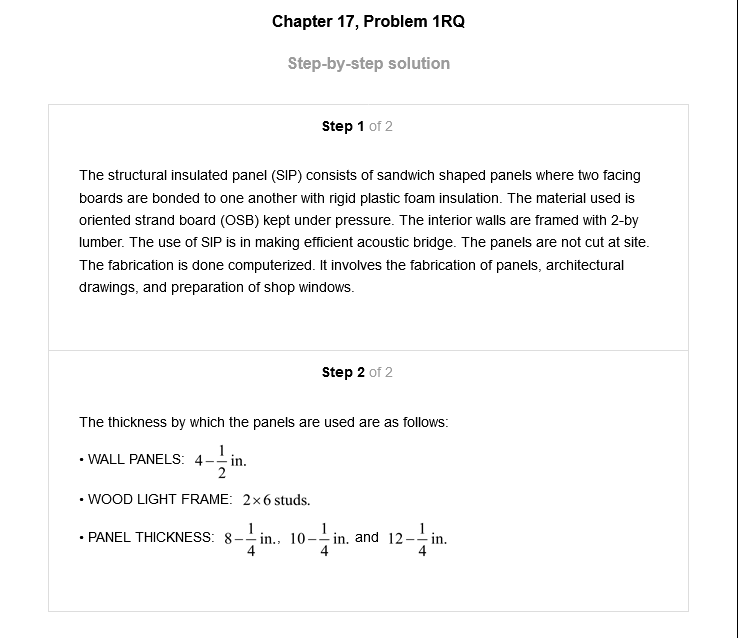 Chapter 17, Problem 1RQ
Step-by-step solution
Step 1 of 2
The structural insulated panel (SIP) consists of sandwich shaped panels where two facing
boards are bonded to one another with rigid plastic foam insulation. The material used is
oriented strand board (OSB) kept under pressure. The interior walls are framed with 2-by
lumber. The use of SIP is in making efficient acoustic bridge. The panels are not cut at site.
The fabrication is done computerized. It involves the fabrication of panels, architectural
drawings, and preparation of shop windows.
Step 2 of 2
The thickness by which the panels are used are as follows:
• WALL PANELS: 4-1/2 in.
• WOOD LIGHT FRAME: 2×6 studs.
• PANEL THICKNESS: 8-1/4 in., 10-1/4 in. and 12-1/4 in.